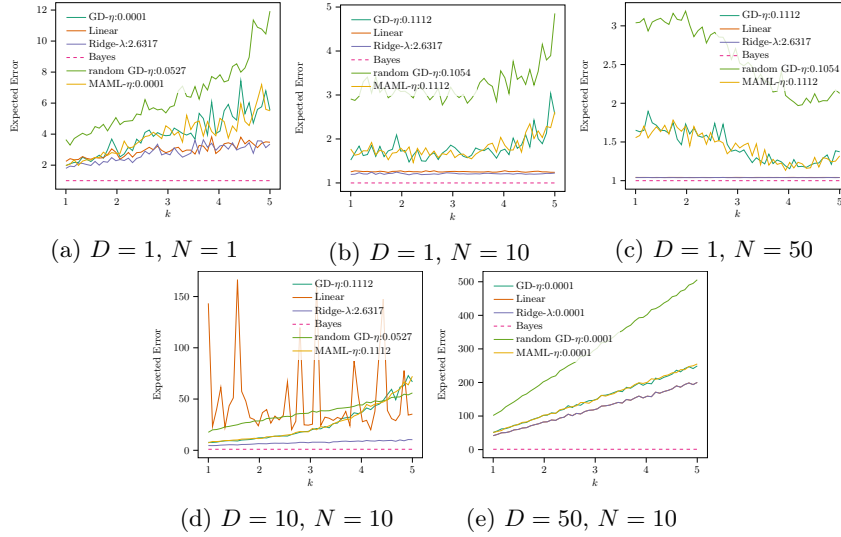 12
10
8
6
4
2
Expected Error
GD-η:0.0001
Linear
Ridge-λ:2.6317
Bayes
random GD-η:0.0527
MAML-η:0.0001
1 2 3 4 5
k
(a) D = 1, N = 1
5
4
3
2
1
Expected Error
GD-η:0.1112
Linear
Ridge-λ:2.6317
Bayes
random GD-η:0.1054
MAML-η:0.1112
1 2 3 4 5
k
(b) D = 1, N = 10
3
2
1
Expected Error
GD-η:0.1112
Linear
Ridge-λ:2.6317
Bayes
random GD-η:0.1054
MAML-η:0.1112
1 2 3 4 5
k
(c) D = 1, N = 50
150
100
50
0
Expected Error
GD-η:0.1112
Linear
Ridge-λ:2.6317
Bayes
random GD-η:0.0527
MAML-η:0.1112
1 2 3 4 5
k
(d) D = 10, N = 10
500
400
300
200
100
0
Expected Error
GD-η:0.0001
Linear
Ridge-λ:0.0001
Bayes
random GD-η:0.0001
MAML-η:0.0001
1 2 3 4 5
k
(e) D = 50, N = 10